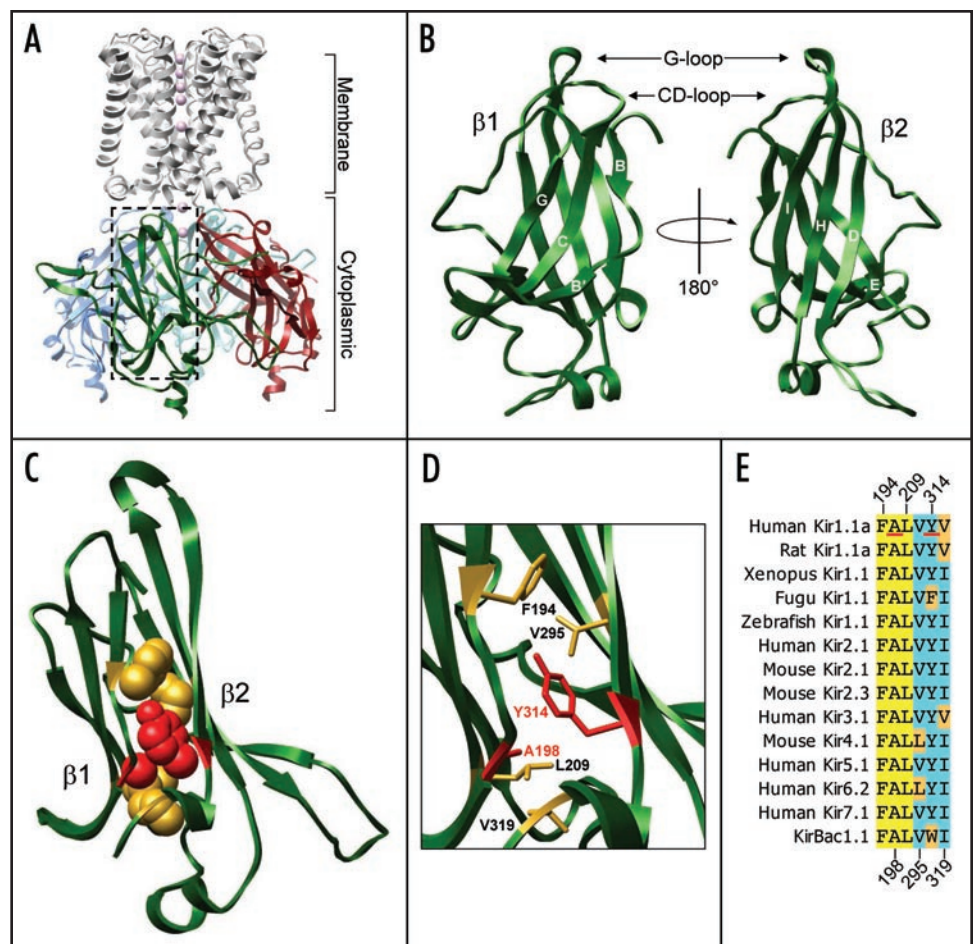 A
Membrane
Cytoplasmic
B
G-loop
CD-loop
β1
β2
B
G
C
B'
180°
I
H
D
E
C
β1
β2
D
F194
V295
Y314
A198
L209
V319
E
194 209 314
Human Kir1.1a FALVYV
Rat Kir1.1a FALVYV
Xenopus Kir1.1 FALVYI
Fugu Kir1.1 FALVFI
Zebrafish Kir1.1 FALVYI
Human Kir2.1 FALVYI
Mouse Kir2.1 FALVYI
Mouse Kir2.3 FALVYI
Human Kir3.1 FALVYV
Mouse Kir4.1 FALLYI
Human Kir5.1 FALVYI
Human Kir6.2 FALLYI
Human Kir7.1 FALVYI
KirBac1.1 FALVWI
198 295 319